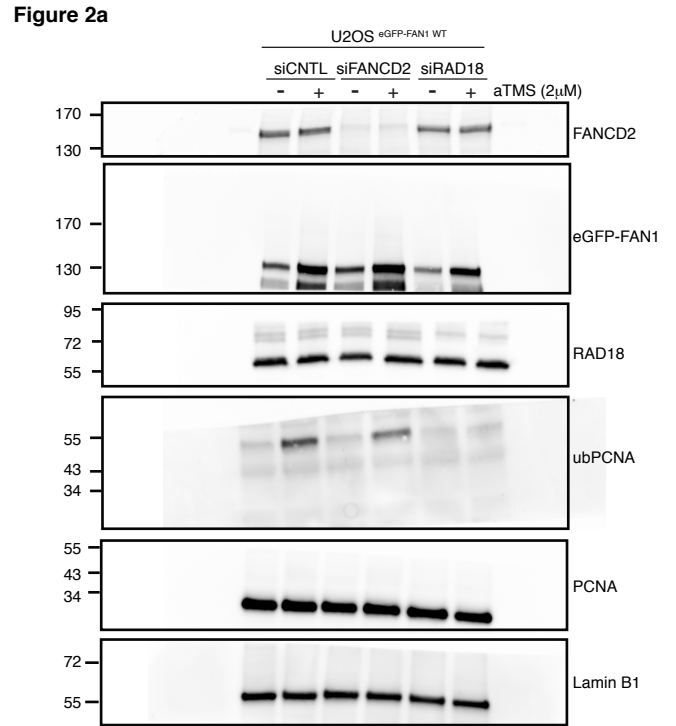 Figure 2a
U2OS eGFP-FAN1 WT
siCNTL siFANCD2 siRAD18
- + - + - + aTMS (2μM)
170
130
FANCD2
170
130
eGFP-FAN1
95
72
55
RAD18
55
43
34
ubPCNA
55
43
34
PCNA
72
55
Lamin B1